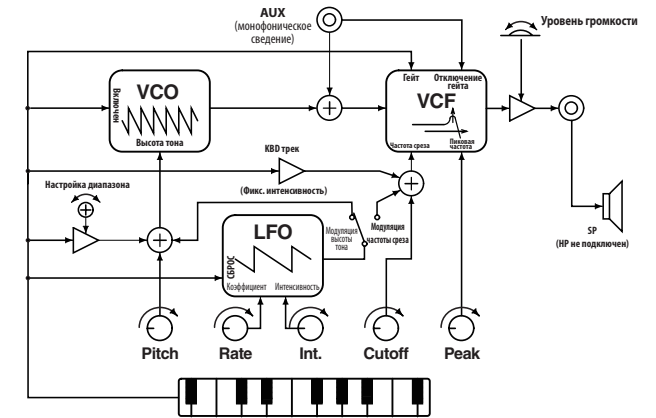 AUX
(монофоническое
сведение)
Уровень громкости
Гейт
Отключение
гейта
VCO
Включен
Высота тона
VCF
Частота среза
Пиковая
частота
KBD трек
(Фикс. интенсивность)
Настройка диапазона
LFO
СБРОС
Коэффициент
Интенсивность
Модуляция
высоты
тона
Модуляция
частоты среза
SP
(HP не подключен)
Pitch
Rate
Int.
Cutoff
Peak